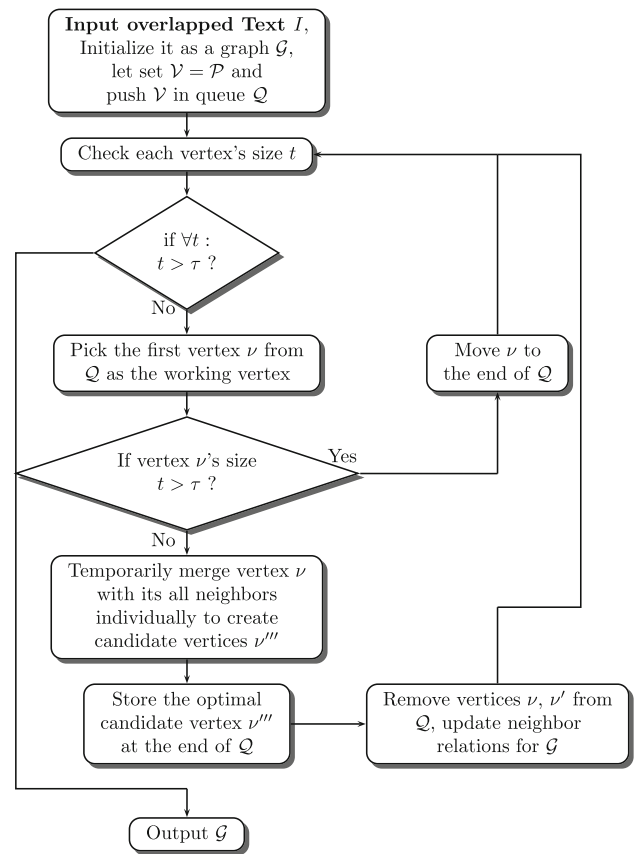 Input overlapped Text I,
Initialize it as a graph 𝒢,
let set 𝒱 = 𝒫 and
push 𝒱 in queue 𝒬
Check each vertex's size t
if ∀t :
t > τ ?
No
Pick the first vertex ν from
𝒬 as the working vertex
Move ν to
the end of 𝒬
If vertex ν's size
t > τ ?
Yes
No
Temporarily merge vertex ν
with its all neighbors
individually to create
candidate vertices ν‴
Store the optimal
candidate vertex ν‴
at the end of 𝒬
Remove vertices ν, ν′ from
𝒬, update neighbor
relations for 𝒢
Output 𝒢